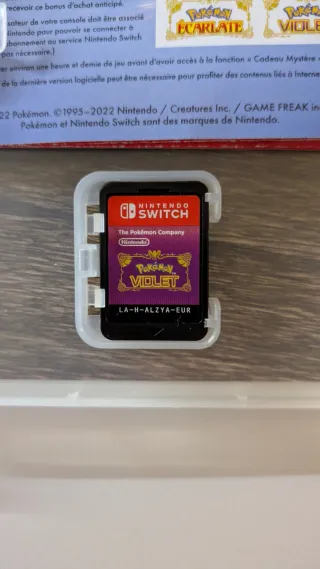 recevoir ce bonus d'achat anticipé.
sateur de votre console doit être associé
Nintendo pour pouvoir se connecter à
abonnement au service Nintendo Switch
pas nécessaire.)
Pokémon
ÉCARLATE
Pokémon
VIOLET
er environ une heure et demie de jeu avant d'avoir accès à la fonction « Cadeau Mystère »
de la dernière version logicielle peut être nécessaire pour profiter des contenus liés à Internet
22 Pokémon. ©1995–2022 Nintendo / Creatures Inc. / GAME FREAK inc
Pokémon et Nintendo Switch sont des marques de Nintendo.
NINTENDO
SWITCH
The Pokémon Company
Nintendo
Pokémon
VIOLET
LA-H-ALZYA-EUR